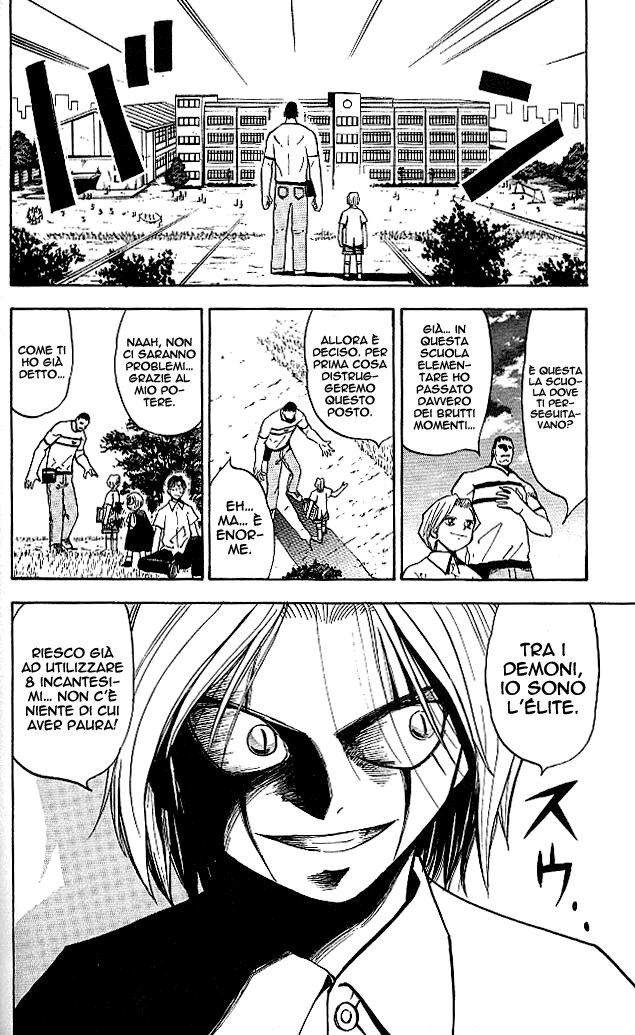 ドン
È QUESTA
LA SCUO-
LA DOVE
TI PER-
SEGUITA-
VANO?
GIÀ... IN
QUESTA
SCUOLA
ELEMEN-
TARE HO
PASSATO
DAVVERO
DEI BRUTTI
MOMENTI...
ALLORA È
DECISO. PER
PRIMA COSA
DISTRUG-
GEREMO
QUESTO
POSTO.
EH...
MA... È
ENOR-
ME.
NAAH, NON
CI SARANNO
PROBLEMI...
GRAZIE AL
MIO PO-
TERE.
COME TI
HO GIÀ
DETTO...
TRA I
DEMONI,
IO SONO
L'ÉLITE.
RIESCO GIÀ
AD UTILIZZARE
8 INCANTESI-
MI... NON C'È
NIENTE DI CUI
AVER PAURA!
スゥ..